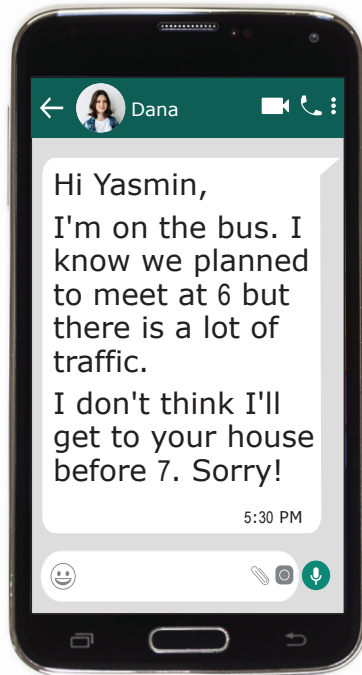 Dana
Hi Yasmin,
I'm on the bus. I
know we planned
to meet at 6 but
there is a lot of
traffic.
I don't think I'll
get to your house
before 7. Sorry!
5:30 PM